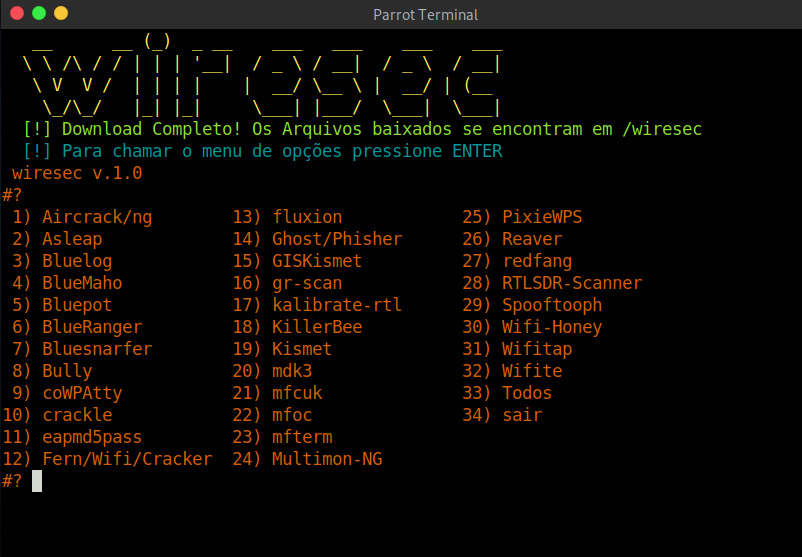 Parrot Terminal
wiresec
[!] Download Completo! Os Arquivos baixados se encontram em /wiresec
[!] Para chamar o menu de opções pressione ENTER
wiresec v.1.0
#?
1) Aircrack/ng 13) fluxion 25) PixieWPS
2) Asleap 14) Ghost/Phisher 26) Reaver
3) Bluelog 15) GISKismet 27) redfang
4) BlueMaho 16) gr-scan 28) RTLSDR-Scanner
5) Bluepot 17) kalibrate-rtl 29) Spooftooph
6) BlueRanger 18) KillerBee 30) Wifi-Honey
7) Bluesnarfer 19) Kismet 31) Wifitap
8) Bully 20) mdk3 32) Wifite
9) coWPAtty 21) mfcuk 33) Todos
10) crackle 22) mfoc 34) sair
11) eapmd5pass 23) mfterm
12) Fern/Wifi/Cracker 24) Multimon-NG
#?